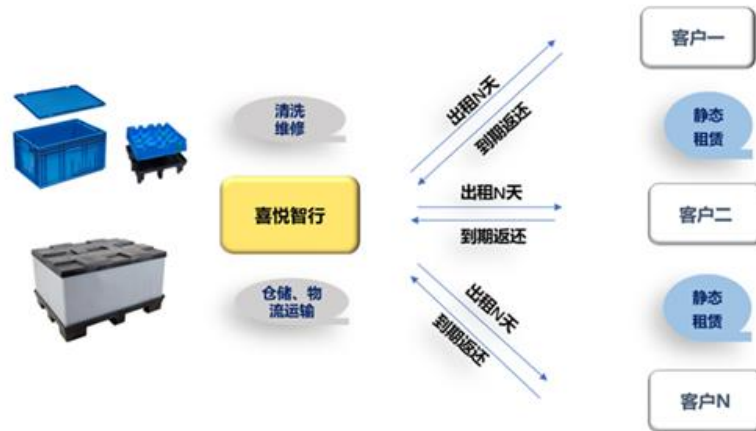 客户一
清洗
维修
出租N天
到期返还
静态
租赁
喜悦智行
出租N天
到期返还
客户二
仓储、物
流运输
出租N天
到期返还
静态
租赁
客户N